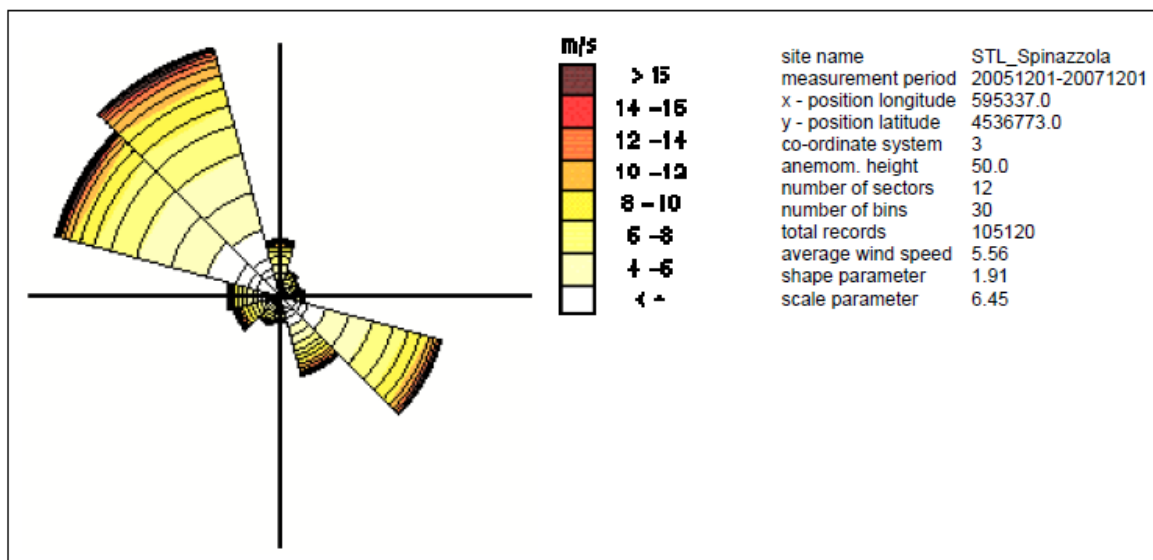 m/s
> 15
14 -15
12 -14
10 -12
8 -10
6 -8
4 -6
< -
site name STL_Spinazzola
measurement period 20051201-20071201
x - position longitude 595337.0
y - position latitude 4536773.0
co-ordinate system 3
anemom. height 50.0
number of sectors 12
number of bins 30
total records 105120
average wind speed 5.56
shape parameter 1.91
scale parameter 6.45